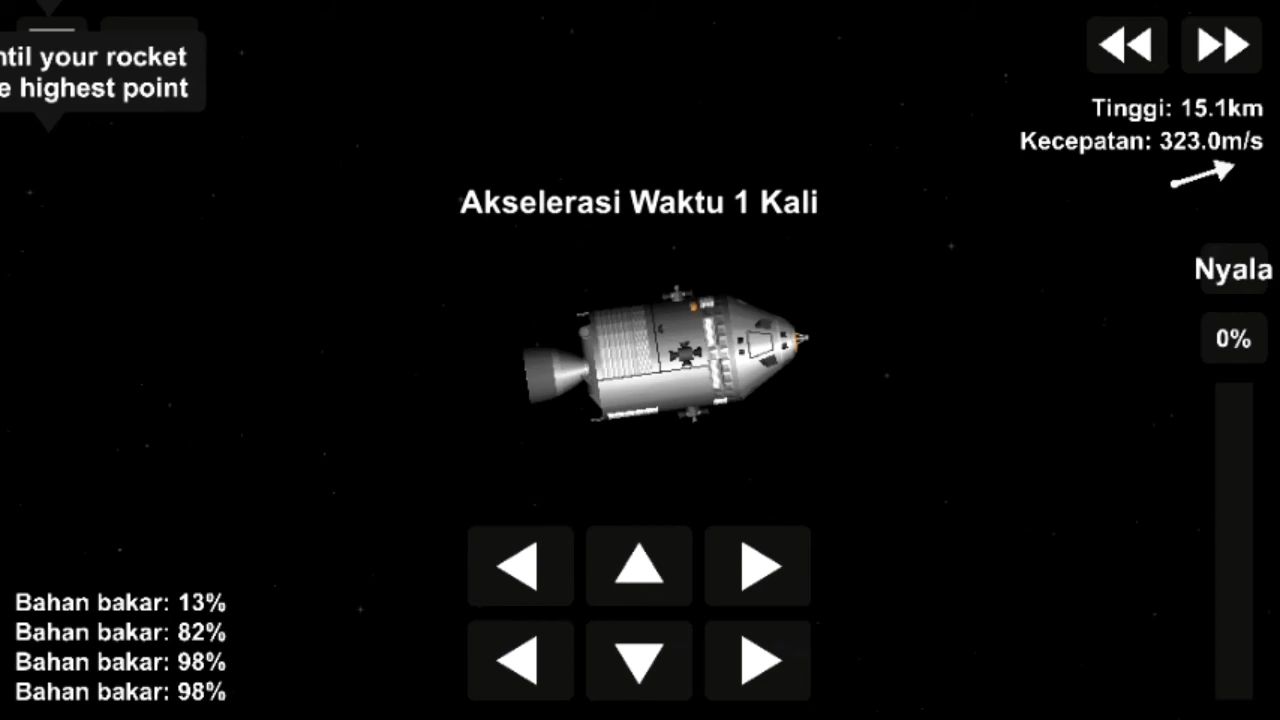 ntil your rocket
e highest point
Tinggi: 15.1km
Kecepatan: 323.0m/s
Akselerasi Waktu 1 Kali
Nyala
0%
Bahan bakar: 13%
Bahan bakar: 82%
Bahan bakar: 98%
Bahan bakar: 98%